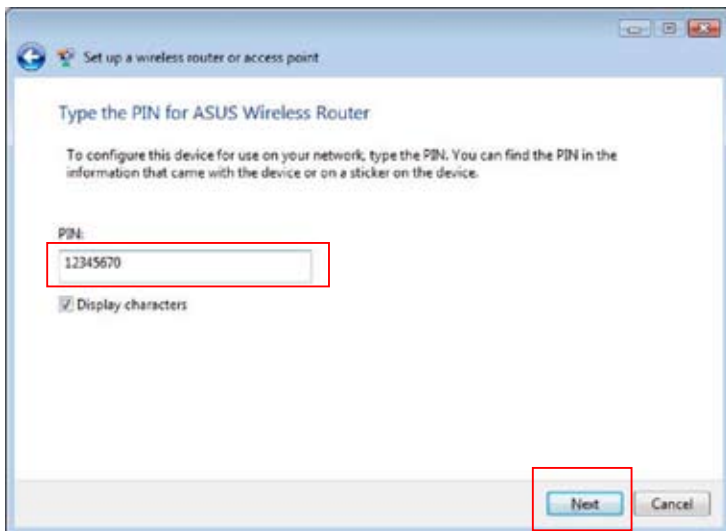 Set up a wireless router or access point
Type the PIN for ASUS Wireless Router
To configure this device for use on your network, type the PIN. You can find the PIN in the
information that came with the device or on a sticker on the device.
PIN:
12345670
Display characters
Next Cancel